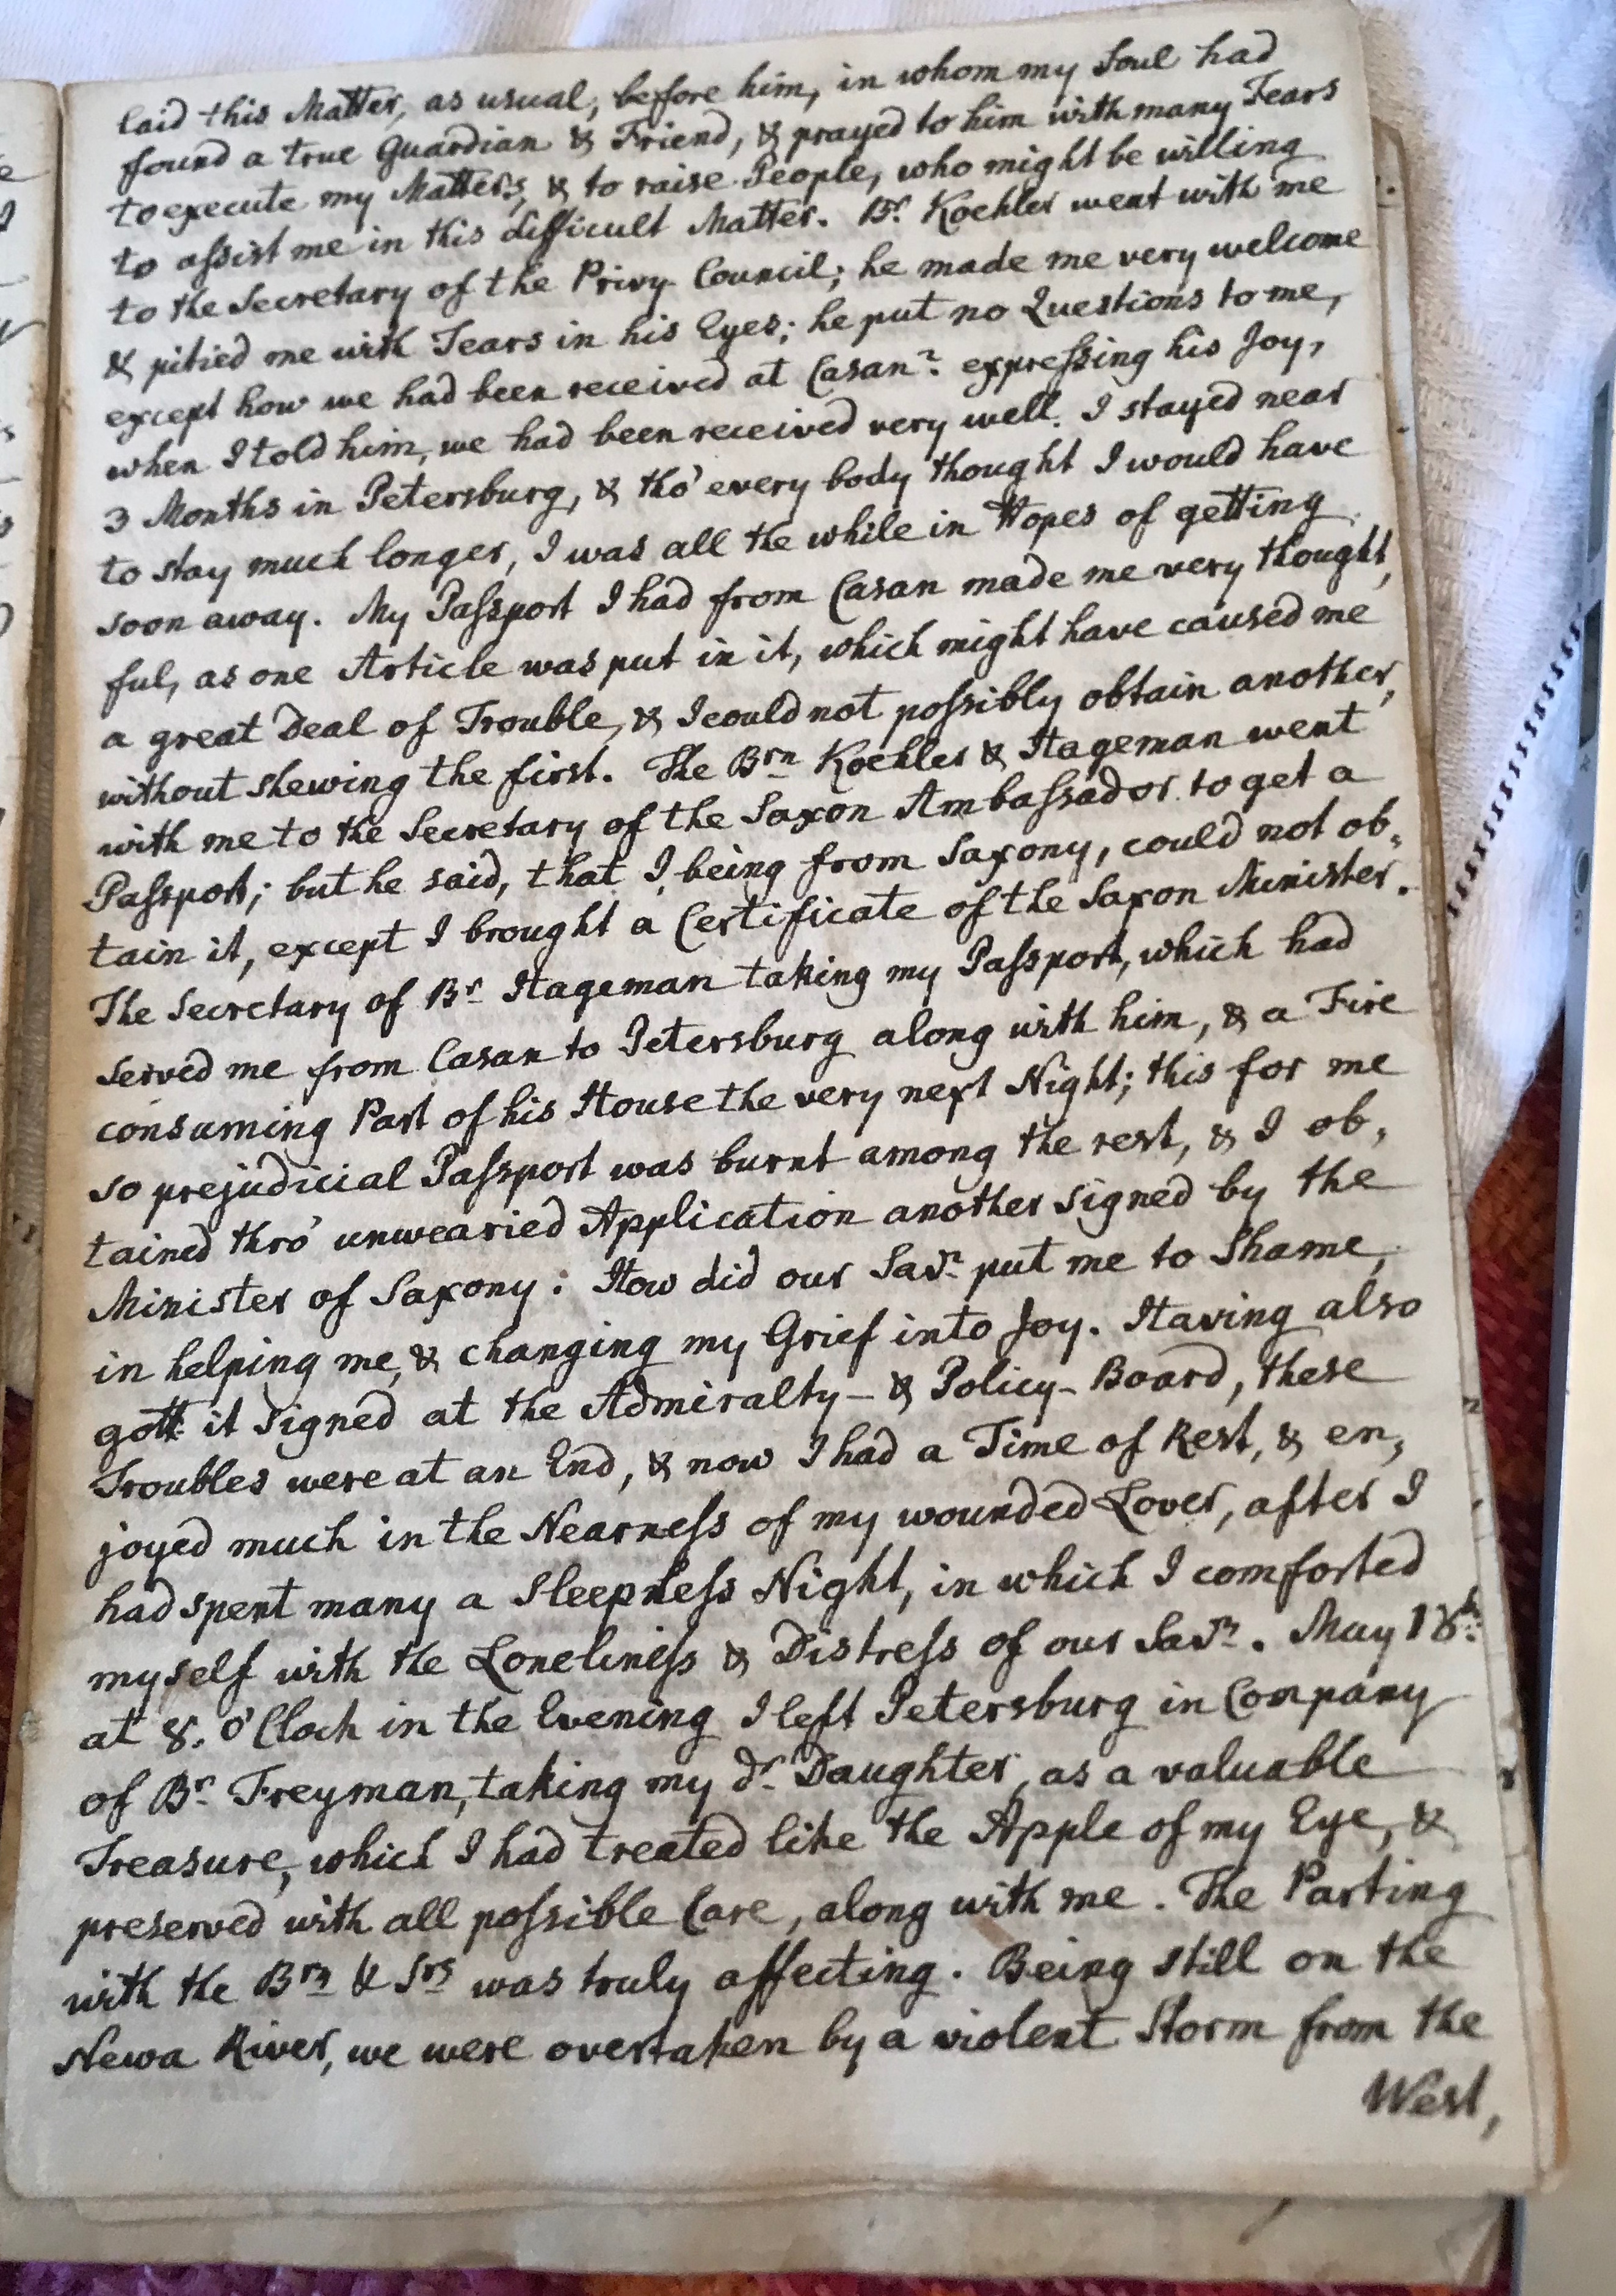 laid this Matter, as usual, before him, in whom my Soul had
found a true Guardian & Friend, & prayed to him with many Tears
to execute my Matters, & to raise People, who might be willing
to assist me in this difficult Matter. Br. Koehler went with me
to the Secretary of the Privy Council; he made me very welcome
& pitied me with Tears in his Eyes; he put no Questions to me,
except how we had been received at Casan? expressing his Joy,
when I told him, we had been received very well. I stayed near
3 Months in Petersburg, & tho' every body thought I would have
to stay much longer, I was all the while in Hopes of getting
soon away. My Passport I had from Casan made me very thought,
ful, as one Article was put in it, which might have caused me
a great Deal of Trouble, & I could not possibly obtain another,
without shewing the first. The Brn Koehler & Hageman went
with me to the Secretary of the Saxon Ambassador to get a
Passport; but he said, that I, being from Saxony, could not ob,
tain it, except I brought a Certificate of the Saxon Minister.
The Secretary of Br Hageman taking my Passport, which had
served me from Casan to Petersburg along with him, & a Fire
consuming Part of his House the very next Night; this for me
so prejudicial Passport was burnt among the rest, & I ob,
tained thro' unwearied Application another signed by the
Minister of Saxony: How did our Savr put me to Shame,
in helping me, & changing my Grief into Joy. Having also
gott it signed at the Admiralty- & Policy-Board, these
Troubles were at an End, & now I had a Time of Rest, & en,
joyed much in the Nearness of my wounded Lover, after I
had spent many a Sleepless Night, in which I comforted
myself with the Loneliness & Distress of our Savr. May 18th
at 8. o'Clock in the Evening I left Petersburg in Company
of Br Freyman, taking my dr Daughter, as a valuable
Treasure, which I had treated like the Apple of my Eye, &
preserved with all possible Care, along with me. The Parting
with the Brn & Srs was truly affecting. Being still on the
Newa River, we were overtaken by a violent Storm from the
West,